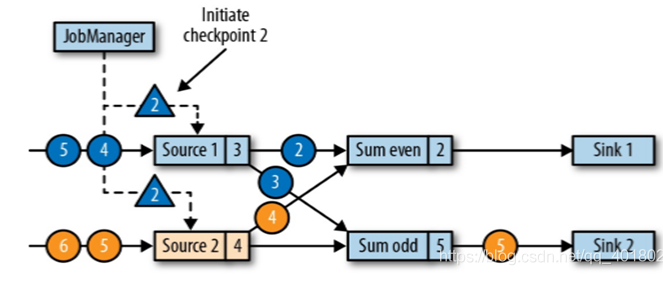 Initiate
checkpoint 2
JobManager
2
5
4
Source 1
3
2
Sum even
2
Sink 1
3
2
4
6
5
Source 2
4
Sum odd
5
5
Sink 2
https://blog.csdn.net/qq_401802